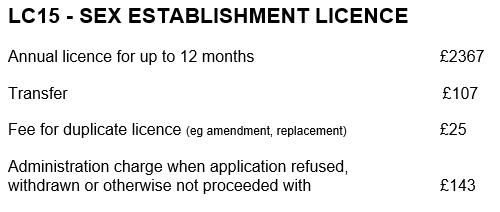 LC15 - SEX ESTABLISHMENT LICENCE
Annual licence for up to 12 months £2367
Transfer £107
Fee for duplicate licence (eg amendment, replacement) £25
Administration charge when application refused,
withdrawn or otherwise not proceeded with £143